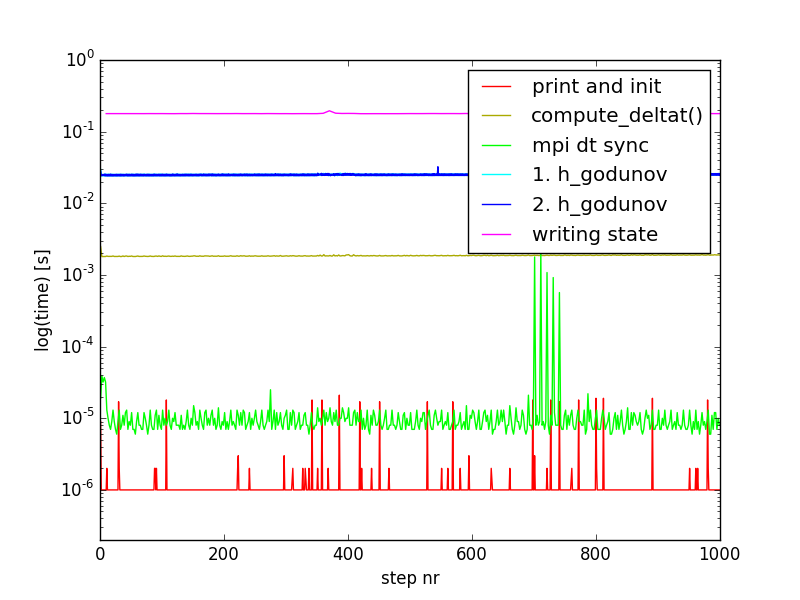 10^0
10^-1
10^-2
10^-3
10^-4
10^-5
10^-6
log(time) [s]
print and init
compute_deltat()
mpi dt sync
1. h_godunov
2. h_godunov
writing state
0 200 400 600 800 1000
step nr